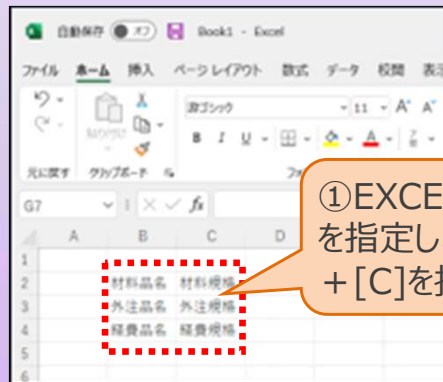 自動保存 オフ Book1 - Excel
ファイル ホーム 挿入 ページ レイアウト 数式 データ 校閲 表示
游ゴシック 11 A A
B I U A
元に戻す クリップボード
G7 fx
A B C D
1
2 材料品名 材料規格
3 外注品名 外注規格
4 経費品名 経費規格
5
6
①EXCE
を指定し
+[C]を